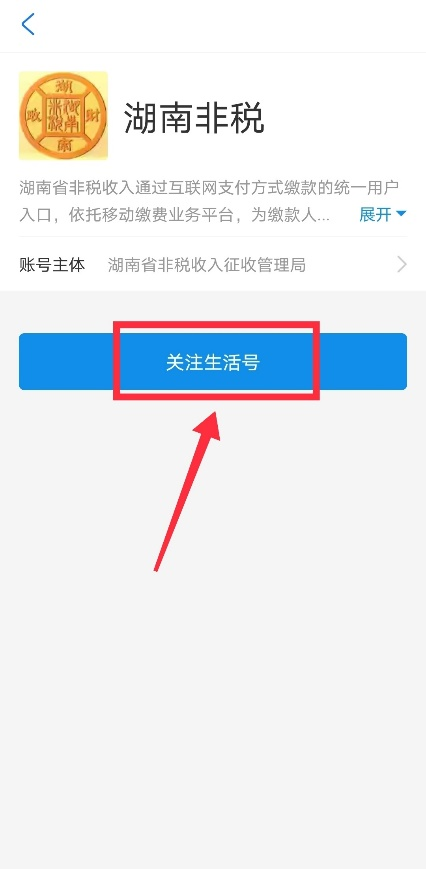 湖南非税
湖南省非税收入通过互联网支付方式缴款的统一用户
入口，依托移动缴费业务平台，为缴款人... 展开
账号主体 湖南省非税收入征收管理局
关注生活号